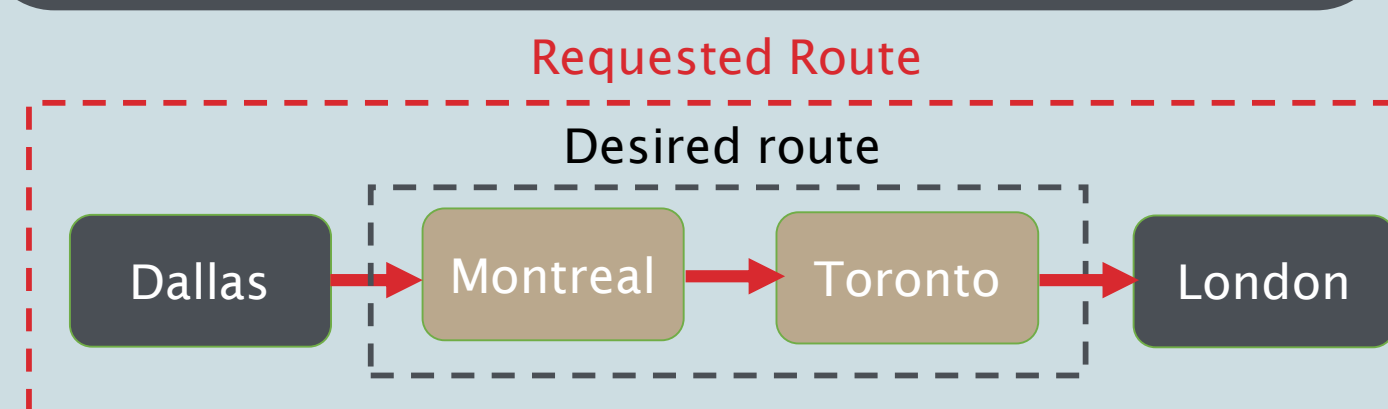 Requested Route
Desired route
Dallas
Montreal
Toronto
London